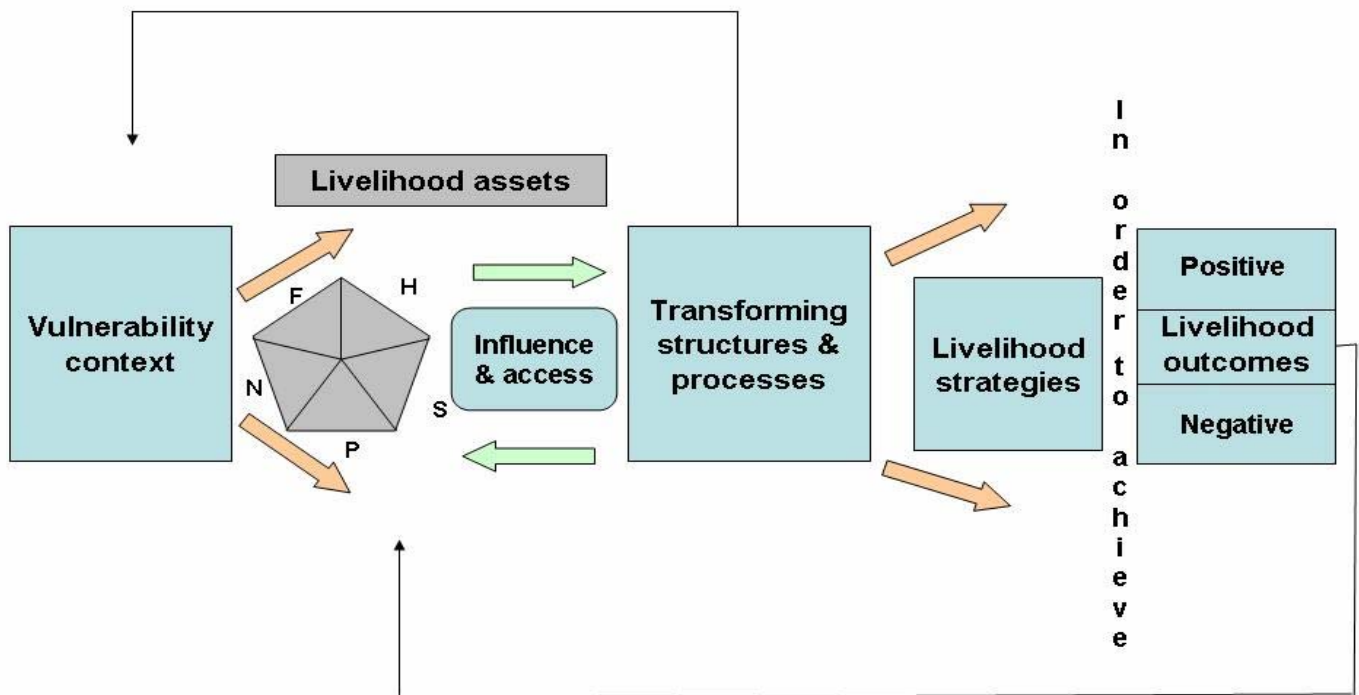 Livelihood assets
Vulnerability
context
F
H
N
S
P
Influence
& access
Transforming
structures &
processes
Livelihood
strategies
In order to achieve
Positive
Livelihood
outcomes
Negative